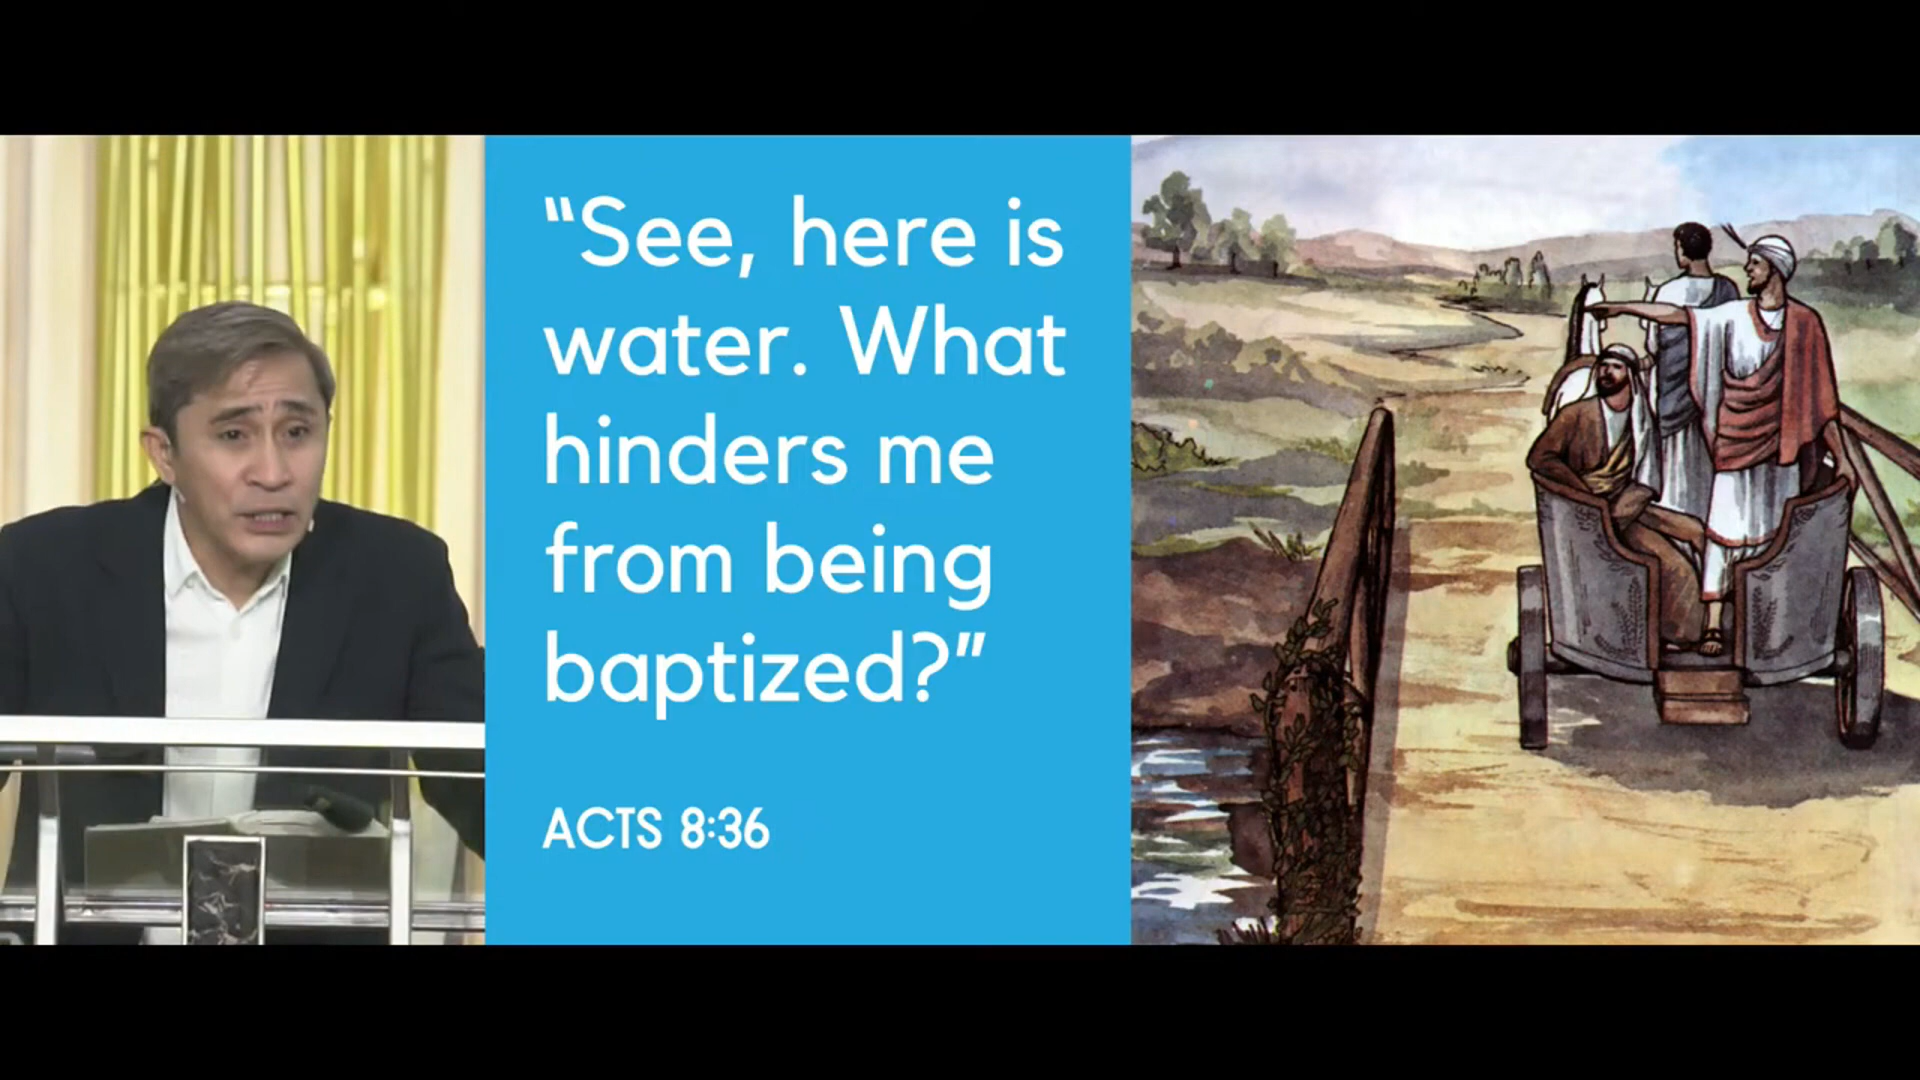 “See, here is
water. What
hinders me
from being
baptized?”
ACTS 8:36